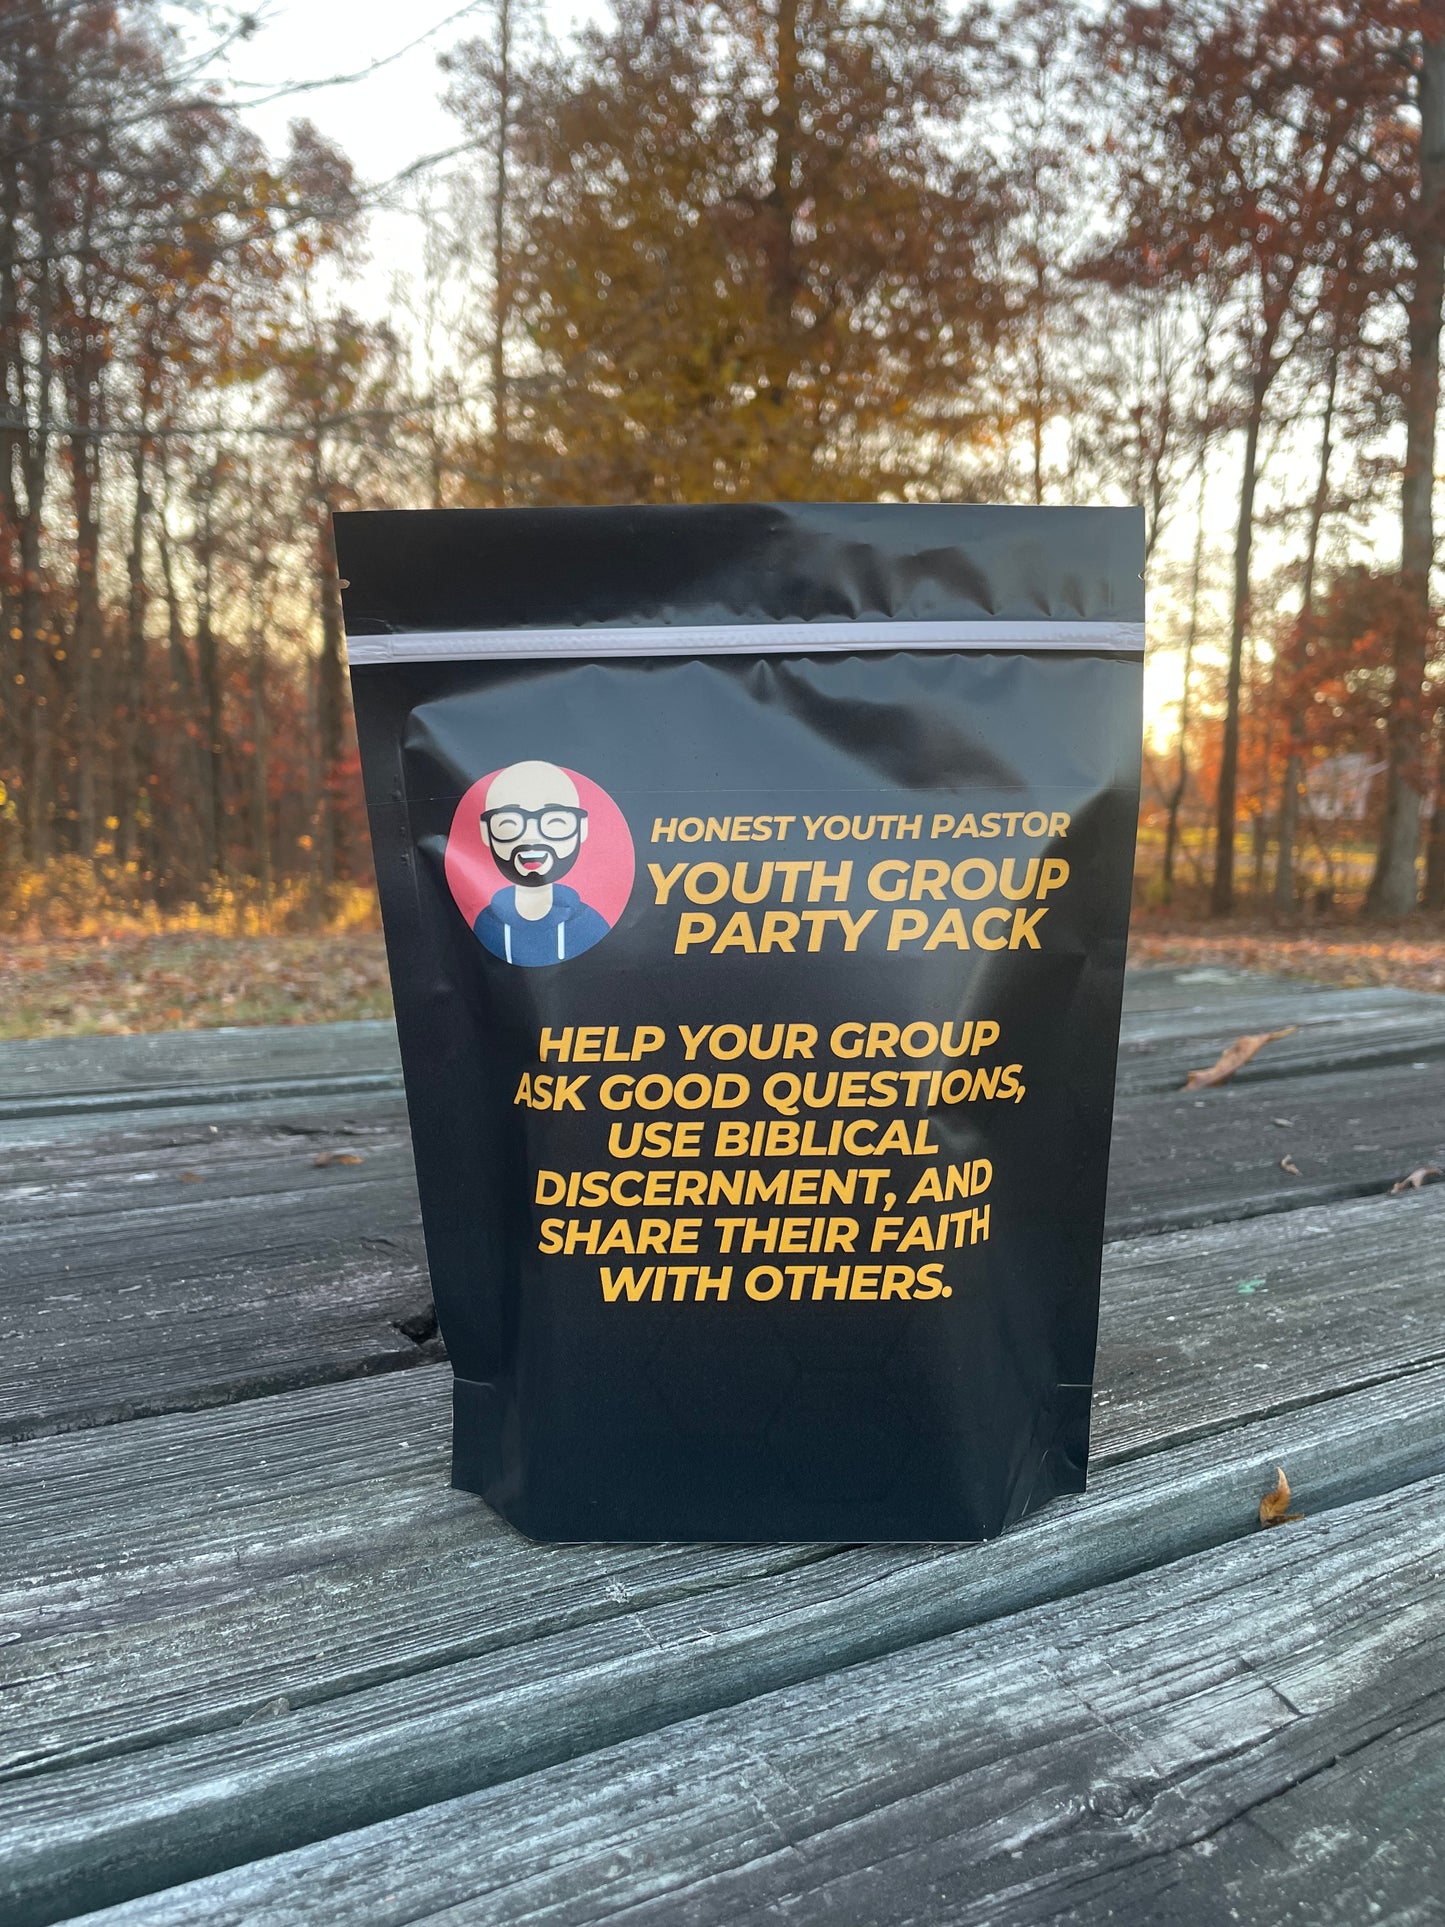 HONEST YOUTH PASTOR
YOUTH GROUP
PARTY PACK
HELP YOUR GROUP
ASK GOOD QUESTIONS,
USE BIBLICAL
DISCERNMENT, AND
SHARE THEIR FAITH
WITH OTHERS.